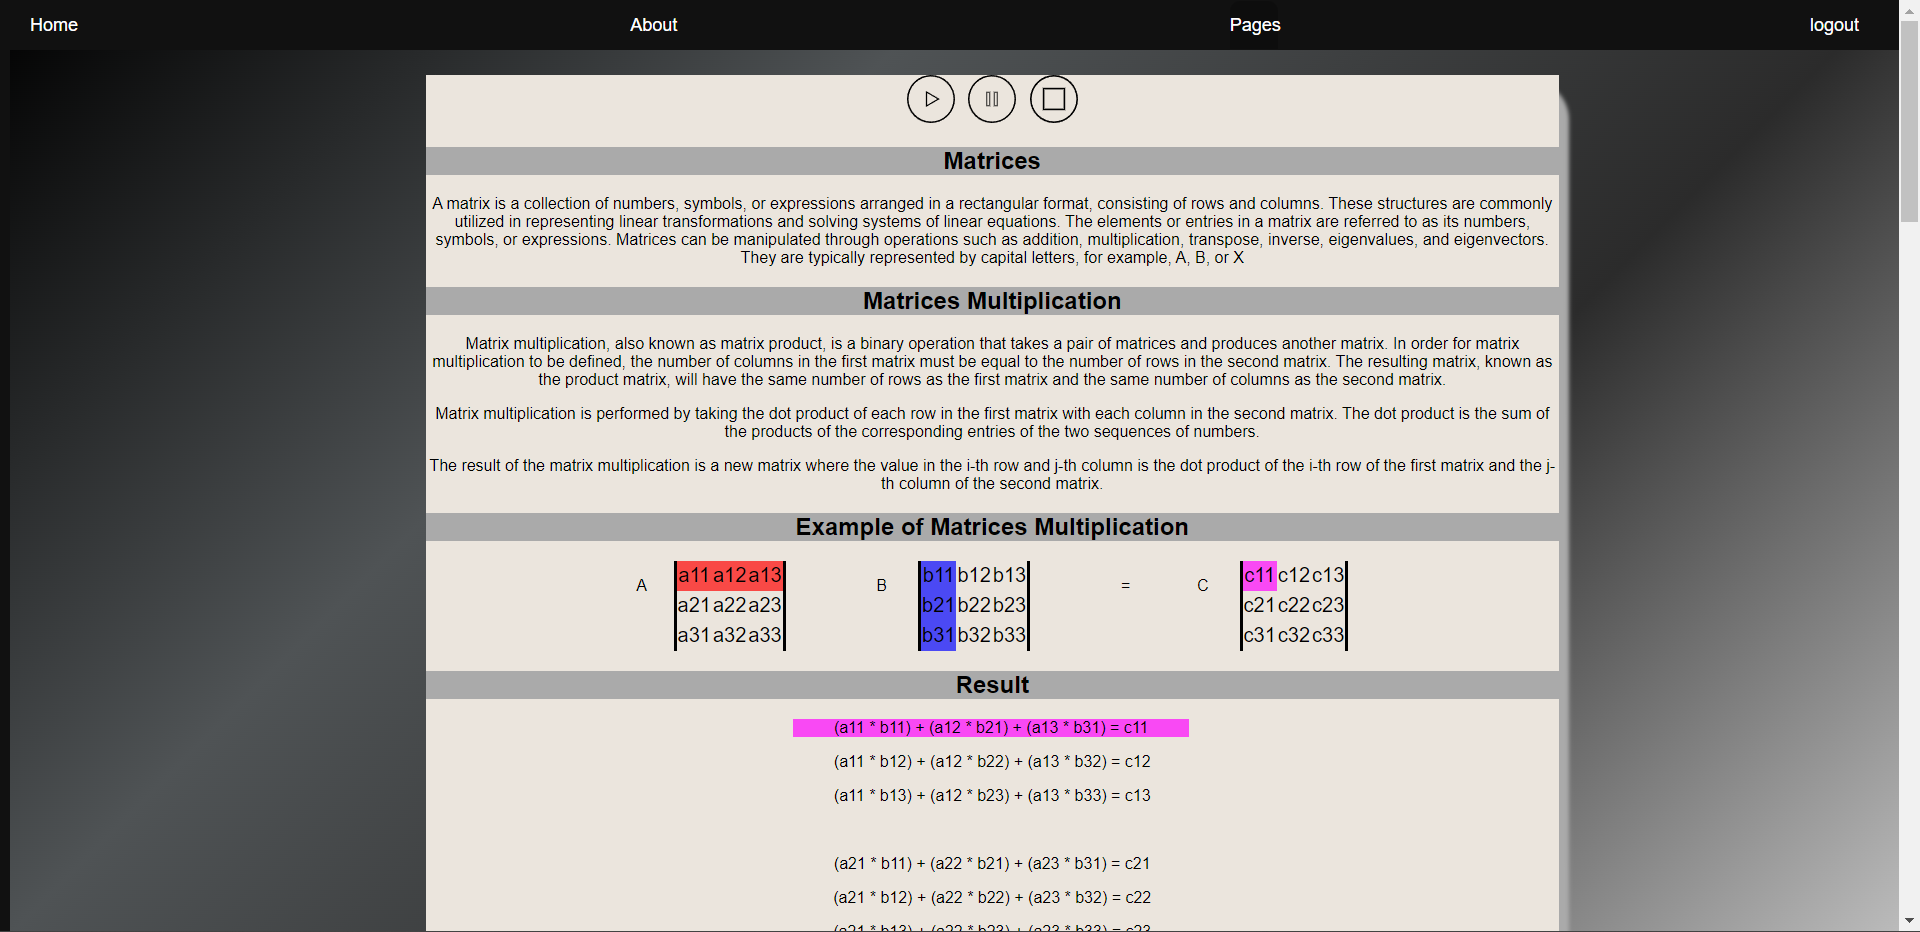 Home About Pages logout
Matrices
A matrix is a collection of numbers, symbols, or expressions arranged in a rectangular format, consisting of rows and columns. These structures are commonly
utilized in representing linear transformations and solving systems of linear equations. The elements or entries in a matrix are referred to as its numbers,
symbols, or expressions. Matrices can be manipulated through operations such as addition, multiplication, transpose, inverse, eigenvalues, and eigenvectors.
They are typically represented by capital letters, for example, A, B, or X
Matrices Multiplication
Matrix multiplication, also known as matrix product, is a binary operation that takes a pair of matrices and produces another matrix. In order for matrix
multiplication to be defined, the number of columns in the first matrix must be equal to the number of rows in the second matrix. The resulting matrix, known as
the product matrix, will have the same number of rows as the first matrix and the same number of columns as the second matrix.
Matrix multiplication is performed by taking the dot product of each row in the first matrix with each column in the second matrix. The dot product is the sum of
the products of the corresponding entries of the two sequences of numbers.
The result of the matrix multiplication is a new matrix where the value in the i-th row and j-th column is the dot product of the i-th row of the first matrix and the j-
th column of the second matrix.
Example of Matrices Multiplication
A a11 a12 a13 B b11 b12 b13 = C c11 c12 c13
a21 a22 a23 b21 b22 b23 c21 c22 c23
a31 a32 a33 b31 b32 b33 c31 c32 c33
Result
(a11 * b11) + (a12 * b21) + (a13 * b31) = c11
(a11 * b12) + (a12 * b22) + (a13 * b32) = c12
(a11 * b13) + (a12 * b23) + (a13 * b33) = c13
(a21 * b11) + (a22 * b21) + (a23 * b31) = c21
(a21 * b12) + (a22 * b22) + (a23 * b32) = c22
(a21 * b13) + (a22 * b23) + (a23 * b33) = c23